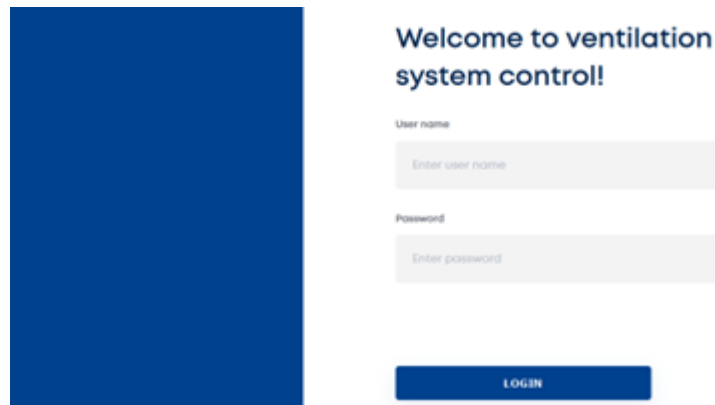 Welcome to ventilation
system control!
User name
Enter user name
Password
Enter password
LOGIN